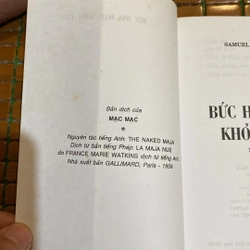 Bản dịch của
MẠC MẠC
Nguyên tác tiếng Anh: THE NAKED MAJA
Dịch từ bản tiếng Pháp: LA MAJA NUE
do FRANCE MARIE WATKINS dịch từ tiếng Anh,
Nhà xuất bản GALLIMARD, Paris - 1959
SAMUEL
BỨC H
KHỎ